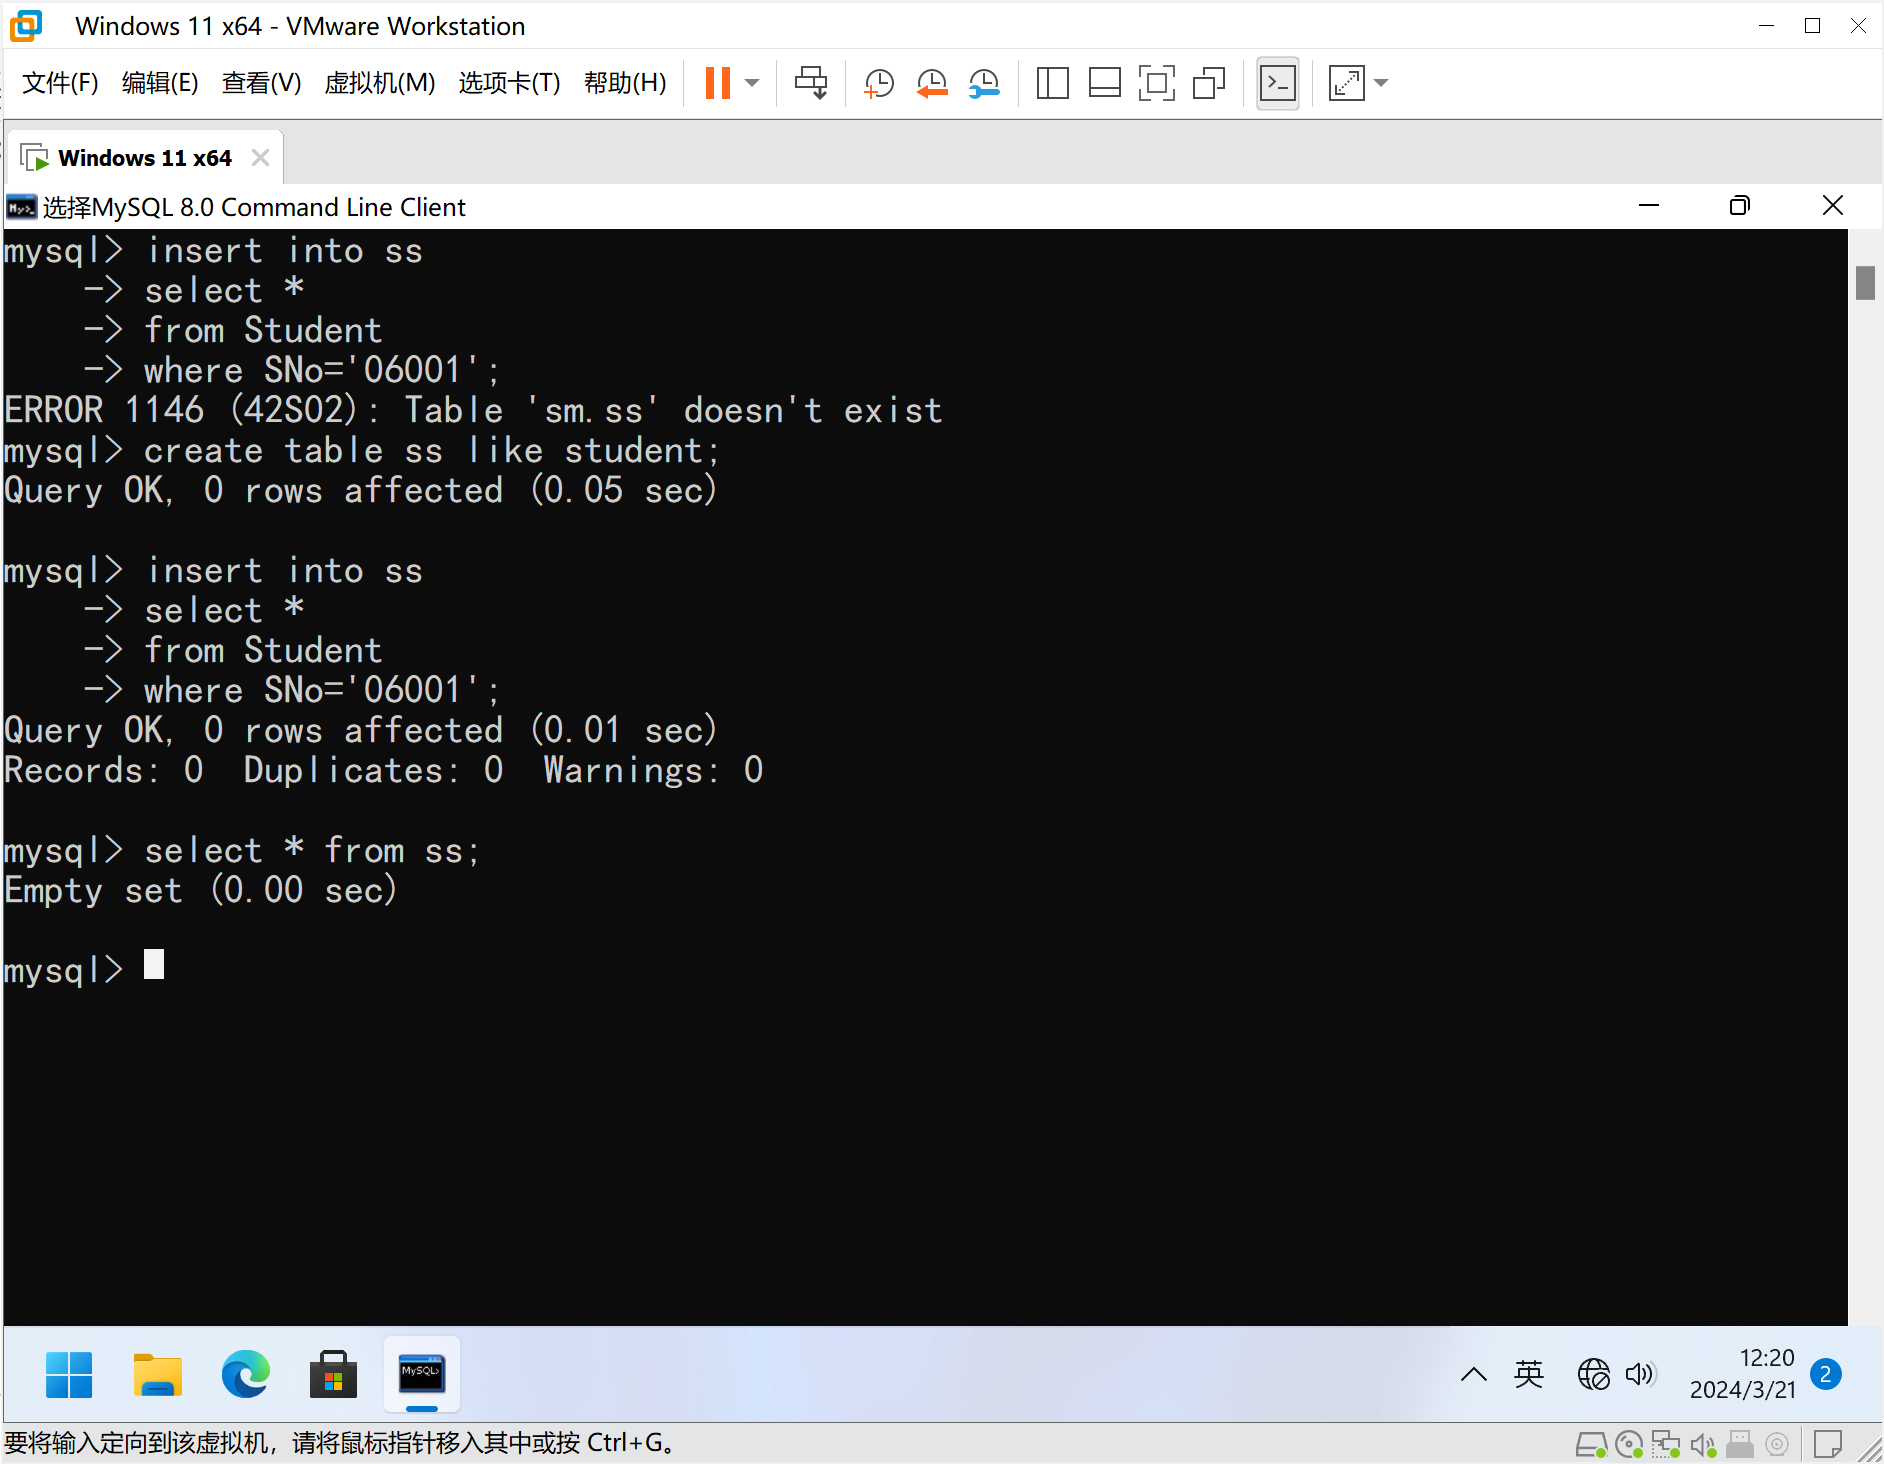 Windows 11 x64 - VMware Workstation
文件(F) 编辑(E) 查看(V) 虚拟机(M) 选项卡(T) 帮助(H)
Windows 11 x64
选择MySQL 8.0 Command Line Client
mysql> insert into ss
    -> select *
    -> from Student
    -> where SNo='06001';
ERROR 1146 (42S02): Table 'sm.ss' doesn't exist
mysql> create table ss like student;
Query OK, 0 rows affected (0.05 sec)
mysql> insert into ss
    -> select *
    -> from Student
    -> where SNo='06001';
Query OK, 0 rows affected (0.01 sec)
Records: 0  Duplicates: 0  Warnings: 0
mysql> select * from ss;
Empty set (0.00 sec)
mysql>
MySQL>
英
12:20
2024/3/21
2
要将输入定向到该虚拟机，请将鼠标指针移入其中或按 Ctrl+G。